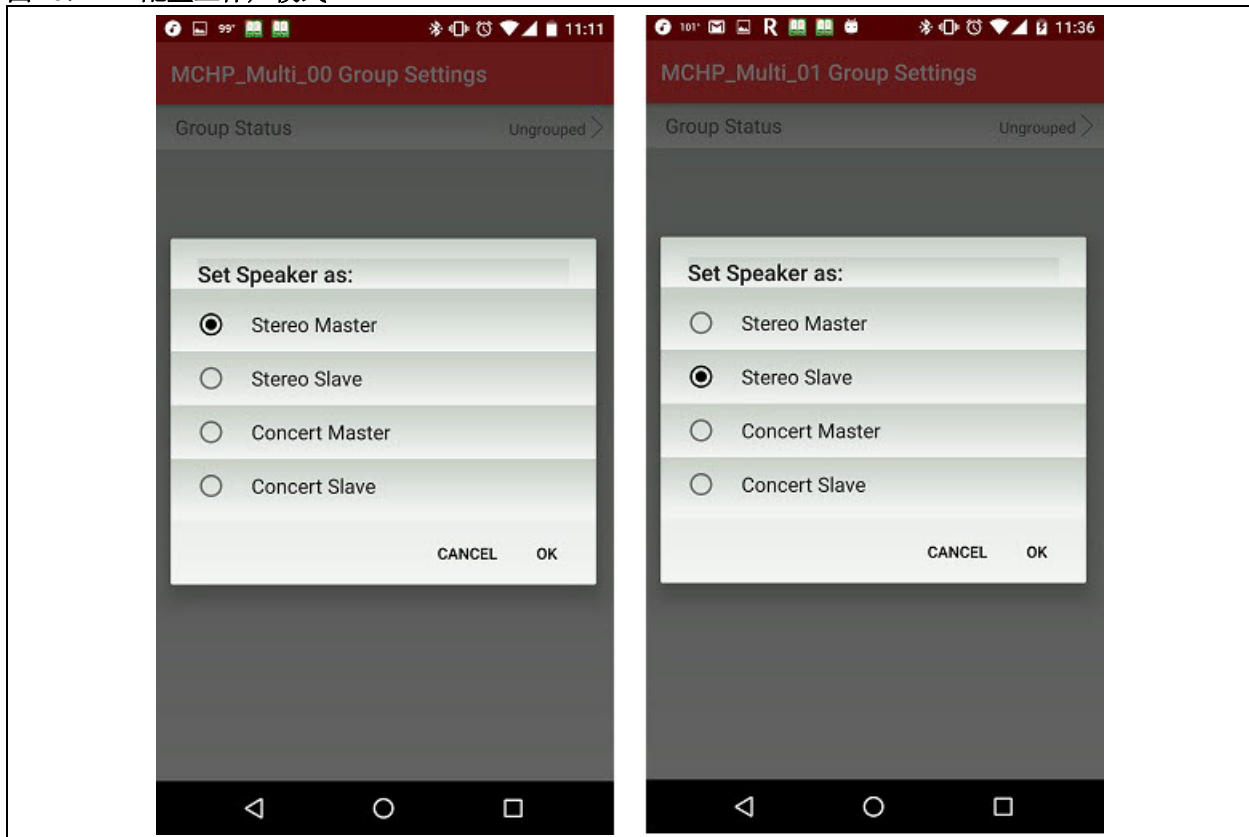 99°
11:11
MCHP_Multi_00 Group Settings
Group Status Ungrouped
Set Speaker as:
Stereo Master
Stereo Slave
Concert Master
Concert Slave
CANCEL OK
101° R
11:36
MCHP_Multi_01 Group Settings
Group Status Ungrouped
Set Speaker as:
Stereo Master
Stereo Slave
Concert Master
Concert Slave
CANCEL OK